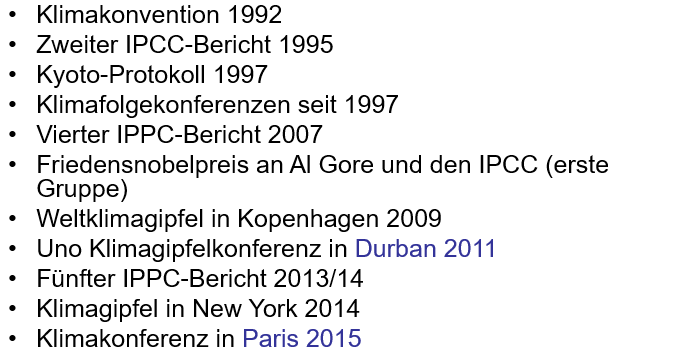 • Klimakonvention 1992
• Zweiter IPCC-Bericht 1995
• Kyoto-Protokoll 1997
• Klimafolgekonferenzen seit 1997
• Vierter IPPC-Bericht 2007
• Friedensnobelpreis an Al Gore und den IPCC (erste
Gruppe)
• Weltklimagipfel in Kopenhagen 2009
• Uno Klimagipfelkonferenz in Durban 2011
• Fünfter IPPC-Bericht 2013/14
• Klimagipfel in New York 2014
• Klimakonferenz in Paris 2015